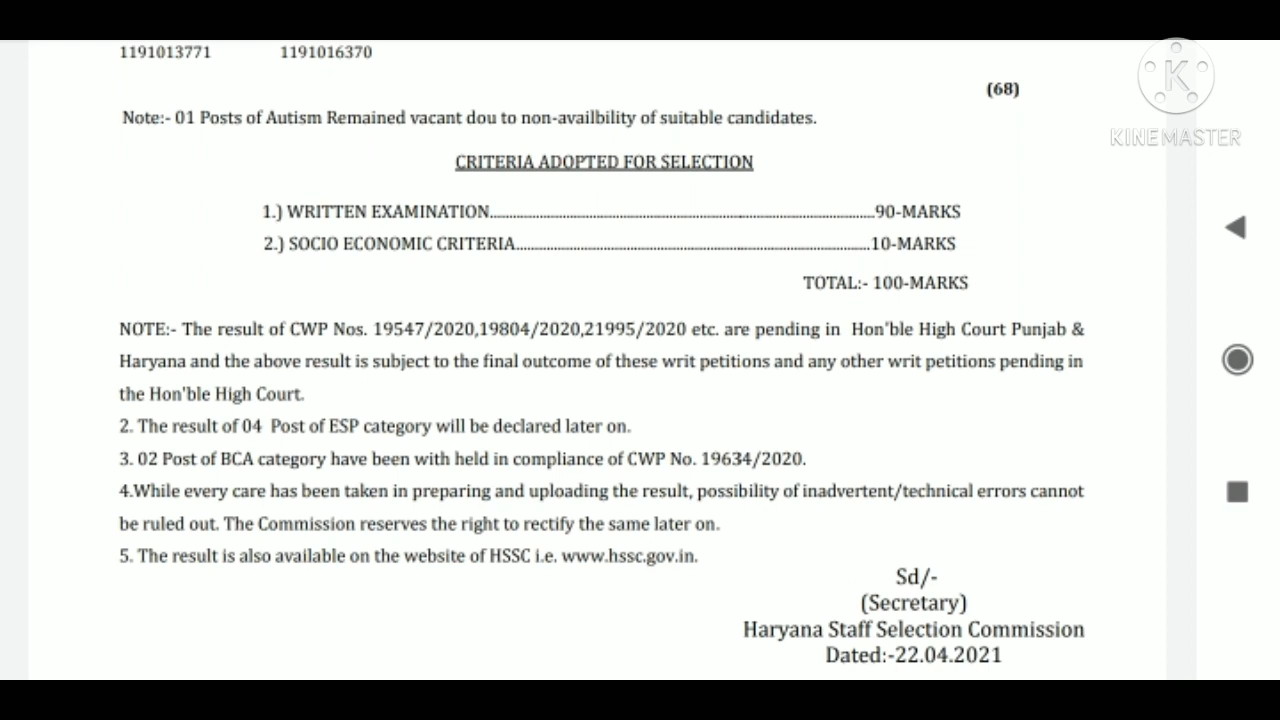 1191013771 1191016370
(68)
Note:- 01 Posts of Autism Remained vacant dou to non-availbility of suitable candidates.
CRITERIA ADOPTED FOR SELECTION
1.) WRITTEN EXAMINATION..........................................................................................90-MARKS
2.) SOCIO ECONOMIC CRITERIA...................................................................................10-MARKS
TOTAL:- 100-MARKS
NOTE:- The result of CWP Nos. 19547/2020,19804/2020,21995/2020 etc. are pending in Hon'ble High Court Punjab &
Haryana and the above result is subject to the final outcome of these writ petitions and any other writ petitions pending in
the Hon'ble High Court.
2. The result of 04 Post of ESP category will be declared later on.
3. 02 Post of BCA category have been with held in compliance of CWP No. 19634/2020.
4.While every care has been taken in preparing and uploading the result, possibility of inadvertent/technical errors cannot
be ruled out. The Commission reserves the right to rectify the same later on.
5. The result is also available on the website of HSSC i.e. www.hssc.gov.in.
Sd/-
(Secretary)
Haryana Staff Selection Commission
Dated:-22.04.2021
K
KINEMASTER